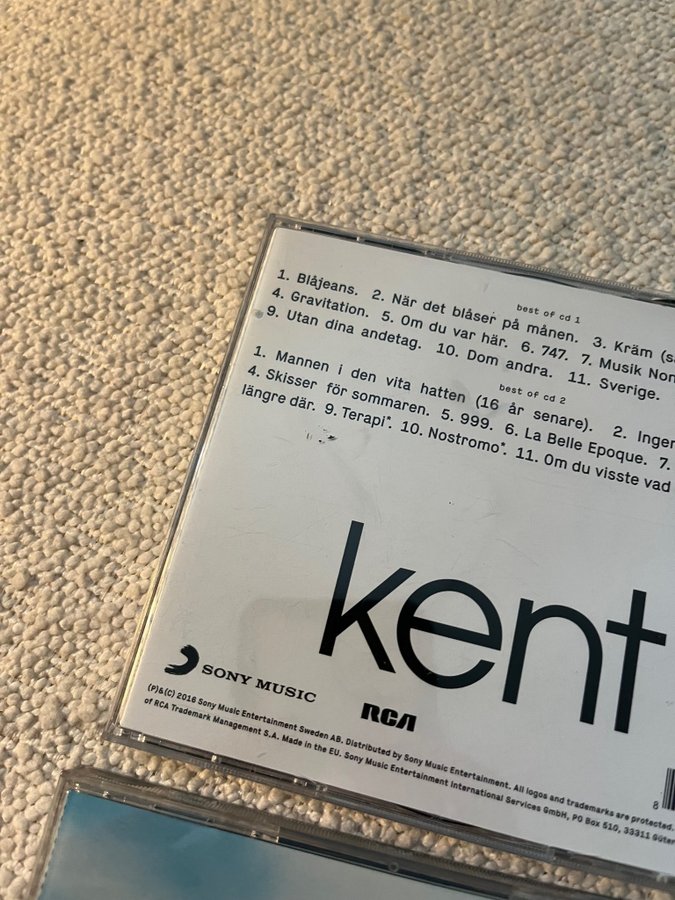 best of cd 1
1. Blåjeans. 2. När det blåser på månen. 3. Kräm (s
4. Gravitation. 5. Om du var här. 6. 747. 7. Musik Non
9. Utan dina andetag. 10. Dom andra. 11. Sverige.
best of cd 2
1. Mannen i den vita hatten (16 år senare). 2. Inger
4. Skisser för sommaren. 5. 999. 6. La Belle Epoque. 7.
längre där. 9. Terapi*. 10. Nostromo*. 11. Om du visste vad
kent
SONY MUSIC
RCA
(P)&(C) 2016 Sony Music Entertainment Sweden AB. Distributed by Sony Music Entertainment. All logos and trademarks are protected.
of RCA Trademark Management S.A. Made in the EU. Sony Music Entertainment International Services GmbH, PO Box 510, 33311 Güter
8